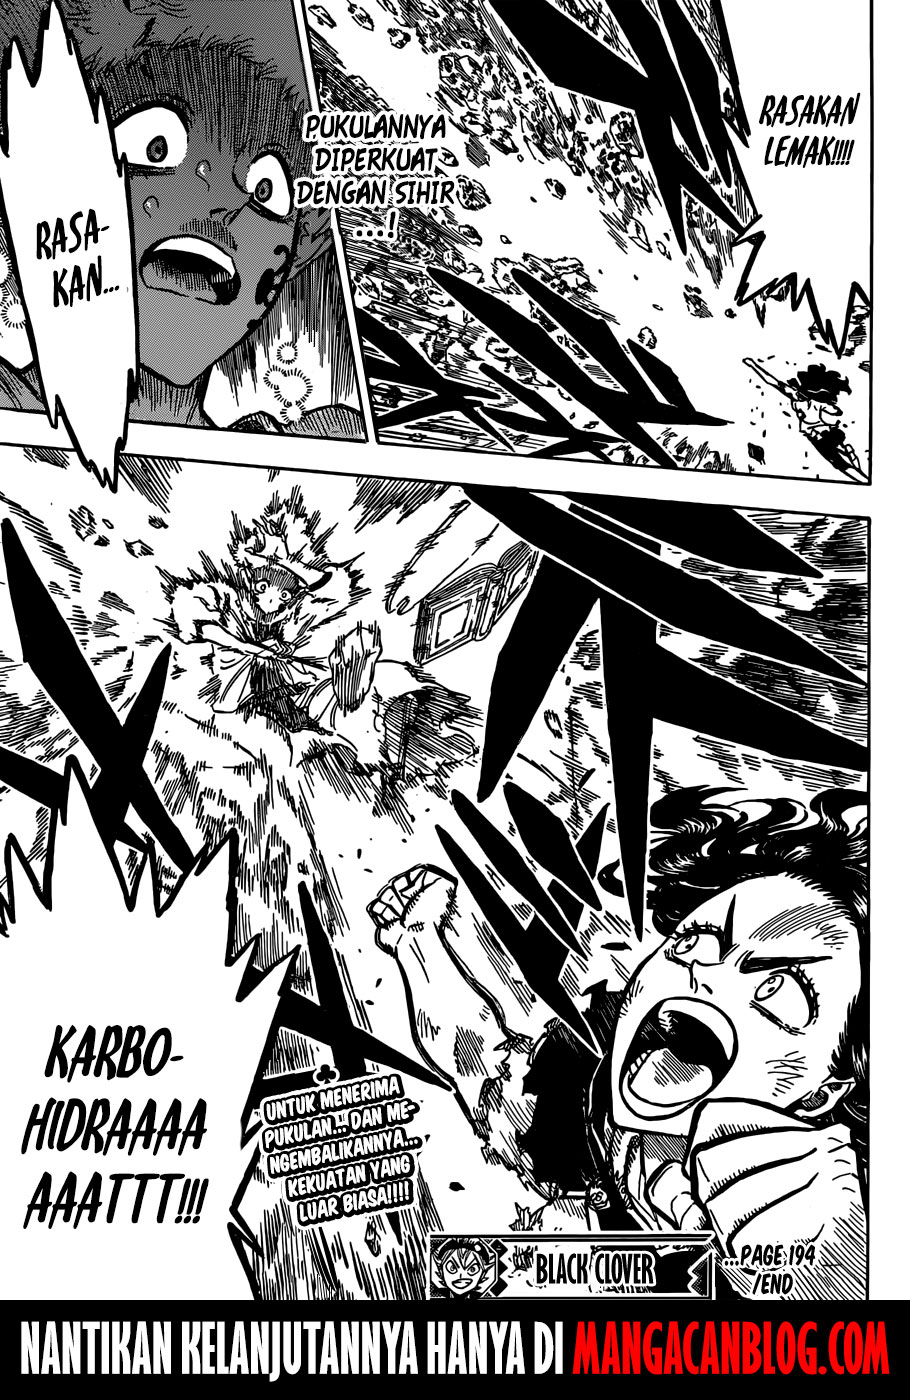 RASAKAN
LEMAK!!!!
PUKULANNYA
DIPERKUAT
DENGAN SIHIR
...!
RASA-
KAN...
KARBO-
HIDRAAAA
AAATTT!!!
UNTUK MENERIMA
PUKULAN!! DAN ME-
NGEMBALIKANNYA...
KEKUATAN YANG
LUAR BIASA!!!!
BLACK CLOVER
...PAGE 194
/END
NANTIKAN KELANJUTANNYA HANYA DI MANGACANBLOG.COM